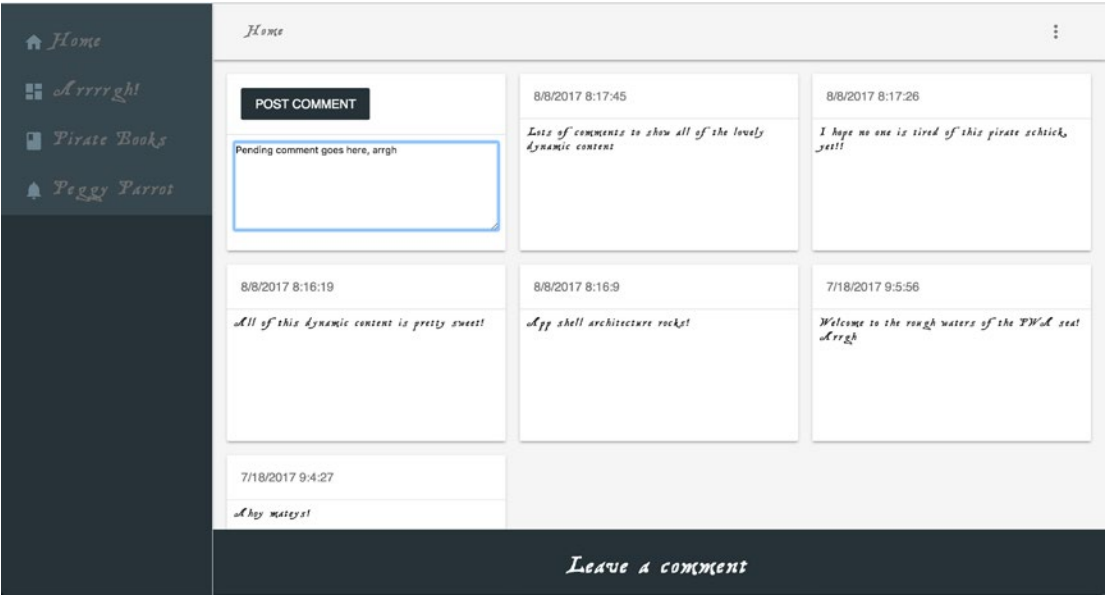 Home
Arrrrgh!
Pirate Books
Peggy Parrot
Home
POST COMMENT
Pending comment goes here, arrgh
8/8/2017 8:17:45
Lots of comments to show all of the lovely
dynamic content
8/8/2017 8:17:26
I hope no one is tired of this pirate schtick,
yet!!
8/8/2017 8:16:19
All of this dynamic content is pretty sweet!
8/8/2017 8:16:9
App shell architecture rocks!
7/18/2017 9:5:56
Welcome to the rough waters of the PWA sea!
Arrgh
7/18/2017 9:4:27
Ahoy mateys!
Leave a comment